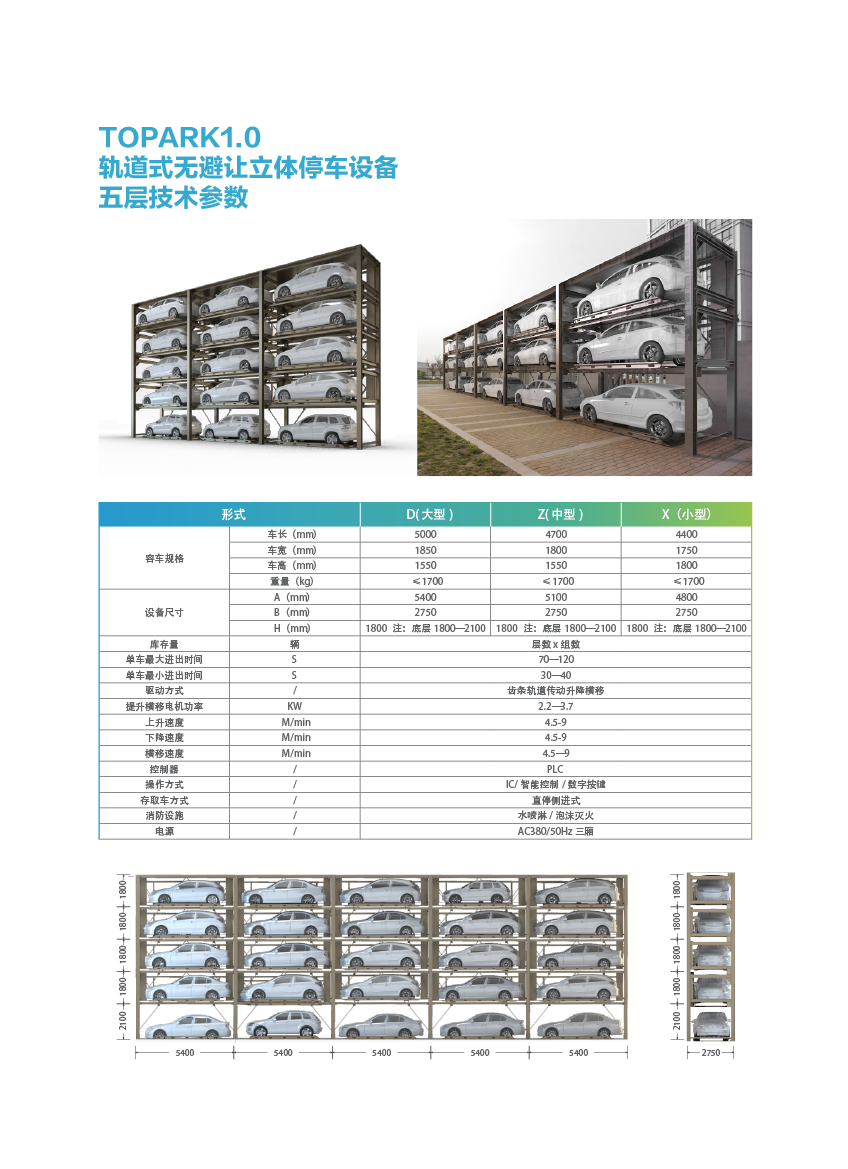 TOPARK1.0
轨道式无避让立体停车设备
五层技术参数
形式 D( 大型 ) Z( 中型 ) X（小型）
容车规格 车长（mm） 5000 4700 4400
车宽（mm） 1850 1800 1750
车高（mm） 1550 1550 1800
重量（kg） ≤1700 ≤1700 ≤1700
设备尺寸 A（mm） 5400 5100 4800
B（mm） 2750 2750 2750
H（mm） 1800 注：底层 1800—2100 1800 注：底层 1800—2100 1800 注：底层 1800—2100
库存量 辆 层数 x 组数
单车最大进出时间 S 70—120
单车最小进出时间 S 30—40
驱动方式 / 齿条轨道传动升降横移
提升横移电机功率 KW 2.2—3.7
上升速度 M/min 4.5-9
下降速度 M/min 4.5-9
横移速度 M/min 4.5—9
控制器 / PLC
操作方式 / IC/ 智能控制 / 数字按键
存取车方式 / 直停侧进式
消防设施 / 水喷淋 / 泡沫灭火
电源 / AC380/50Hz 三厢
1800 1800
1800 1800
1800 1800
1800 1800
2100 2100
5400 5400 5400 5400 5400 2750